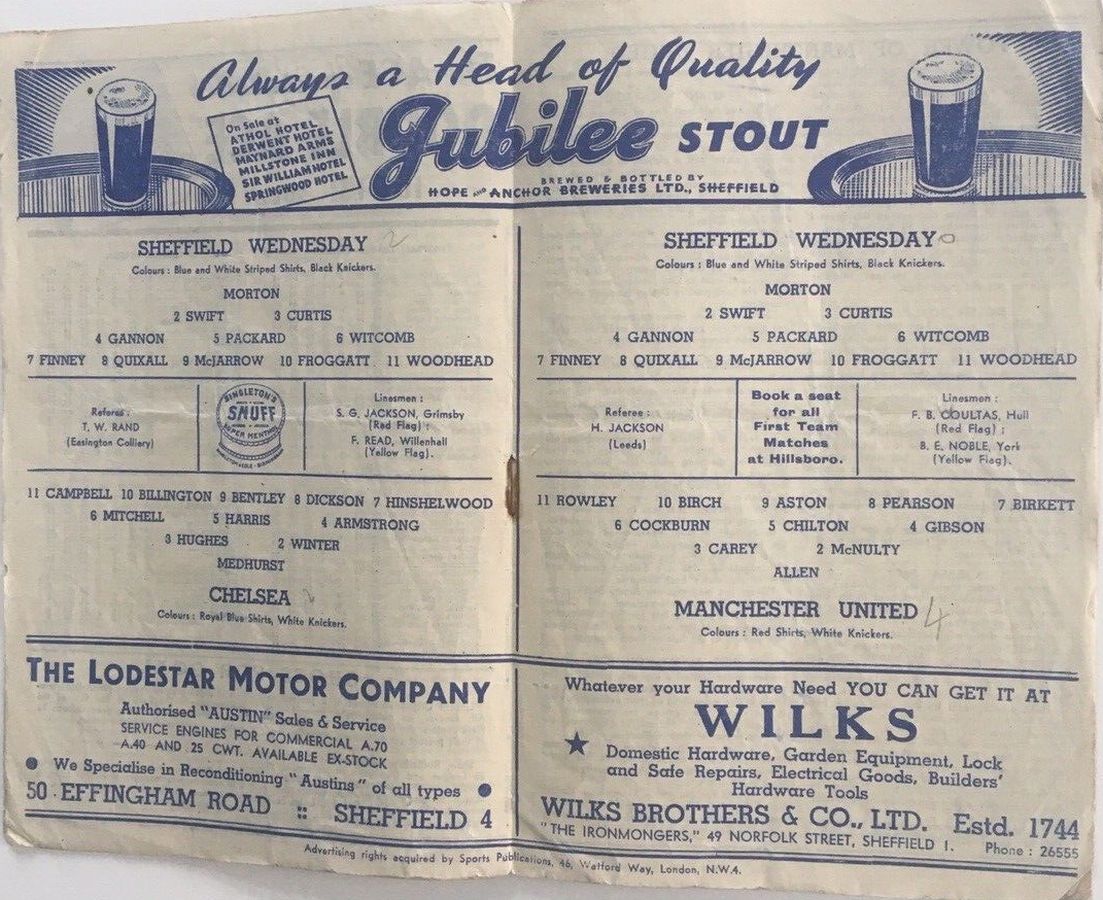 Always a Head of Quality
Jubilee STOUT
On Sale at
ATHOL HOTEL
DERWENT HOTEL
MAYNARD ARMS
MILLSTONE INN
SIR WILLIAM HOTEL
SPRINGWOOD HOTEL
BREWED & BOTTLED BY
HOPE AND ANCHOR BREWERIES LTD., SHEFFIELD
SHEFFIELD WEDNESDAY 2
Colours : Blue and White Striped Shirts, Black Knickers.
MORTON
2 SWIFT 3 CURTIS
4 GANNON 5 PACKARD 6 WITCOMB
7 FINNEY 8 QUIXALL 9 McJARROW 10 FROGGATT 11 WOODHEAD
Referee :
T. W. RAND
(Easington Colliery)
SINGLETON'S
SNUFF
SUPER MENTHOL
Linesmen :
S. G. JACKSON, Grimsby
(Red Flag) ;
F. READ, Willenhall
(Yellow Flag).
11 CAMPBELL 10 BILLINGTON 9 BENTLEY 8 DICKSON 7 HINSHELWOOD
6 MITCHELL 5 HARRIS 4 ARMSTRONG
3 HUGHES 2 WINTER
MEDHURST
CHELSEA 2
Colours : Royal Blue Shirts, White Knickers.
THE LODESTAR MOTOR COMPANY
Authorised "AUSTIN" Sales & Service
SERVICE ENGINES FOR COMMERCIAL A.70
A.40 AND 25 CWT. AVAILABLE EX-STOCK
We Specialise in Reconditioning "Austins" of all types
50 EFFINGHAM ROAD :: SHEFFIELD 4
SHEFFIELD WEDNESDAY 0
Colours : Blue and White Striped Shirts, Black Knickers.
MORTON
2 SWIFT 3 CURTIS
4 GANNON 5 PACKARD 6 WITCOMB
7 FINNEY 8 QUIXALL 9 McJARROW 10 FROGGATT 11 WOODHEAD
Referee :
H. JACKSON
(Leeds)
Book a seat
for all
First Team
Matches
at Hillsboro.
Linesmen :
F. B. COULTAS, Hull
(Red Flag) ;
B. E. NOBLE, York
(Yellow Flag).
11 ROWLEY 10 BIRCH 9 ASTON 8 PEARSON 7 BIRKETT
6 COCKBURN 5 CHILTON 4 GIBSON
3 CAREY 2 McNULTY
ALLEN
MANCHESTER UNITED 4
Colours : Red Shirts, White Knickers.
Whatever your Hardware Need YOU CAN GET IT AT
WILKS
Domestic Hardware, Garden Equipment, Lock
and Safe Repairs, Electrical Goods, Builders'
Hardware Tools
WILKS BROTHERS & CO., LTD. Estd. 1744
"THE IRONMONGERS," 49 NORFOLK STREET, SHEFFIELD 1. Phone : 26555
Advertising rights acquired by Sports Publications, 46, Watford Way, London, N.W.4.